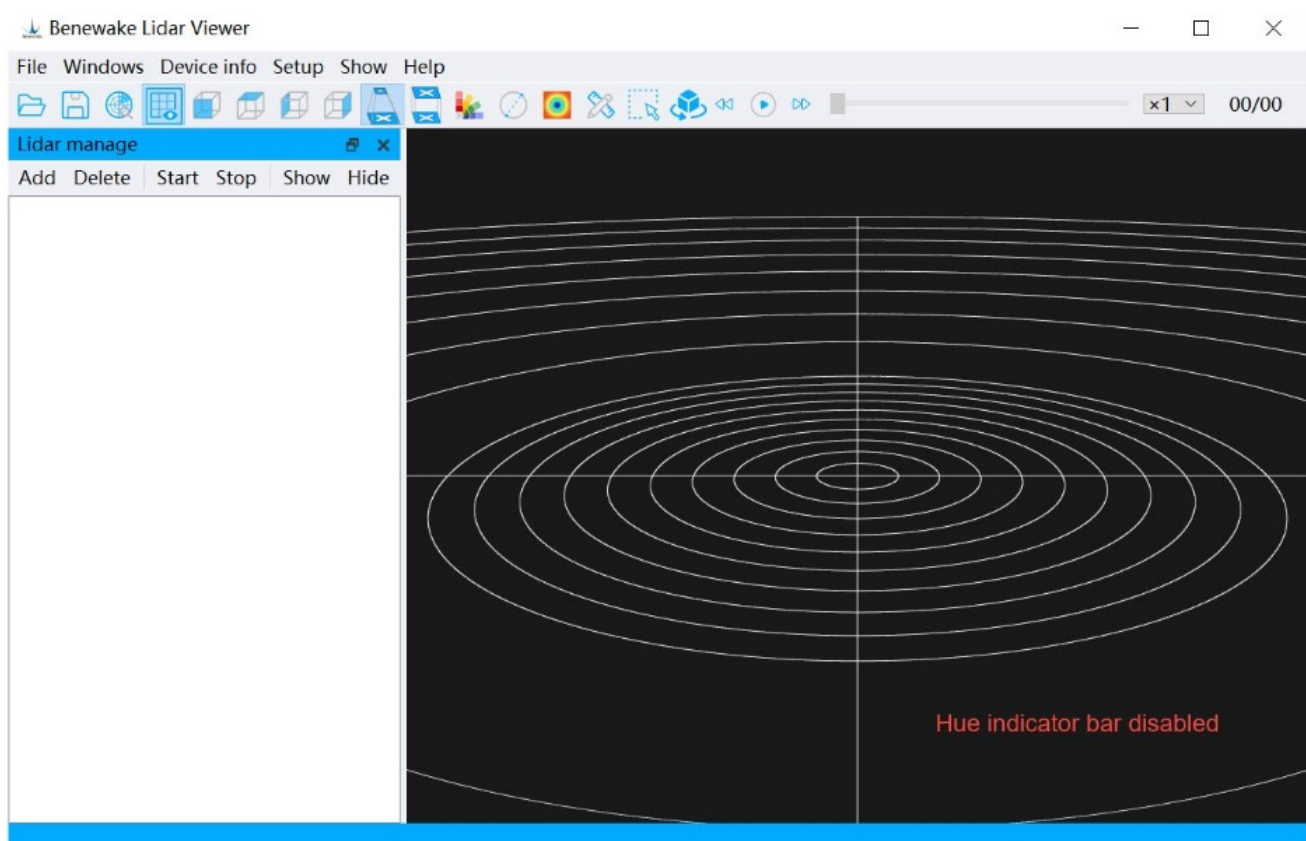 Benewake Lidar Viewer
File Windows Device info Setup Show Help
×1 00/00
Lidar manage
Add Delete Start Stop Show Hide
Hue indicator bar disabled